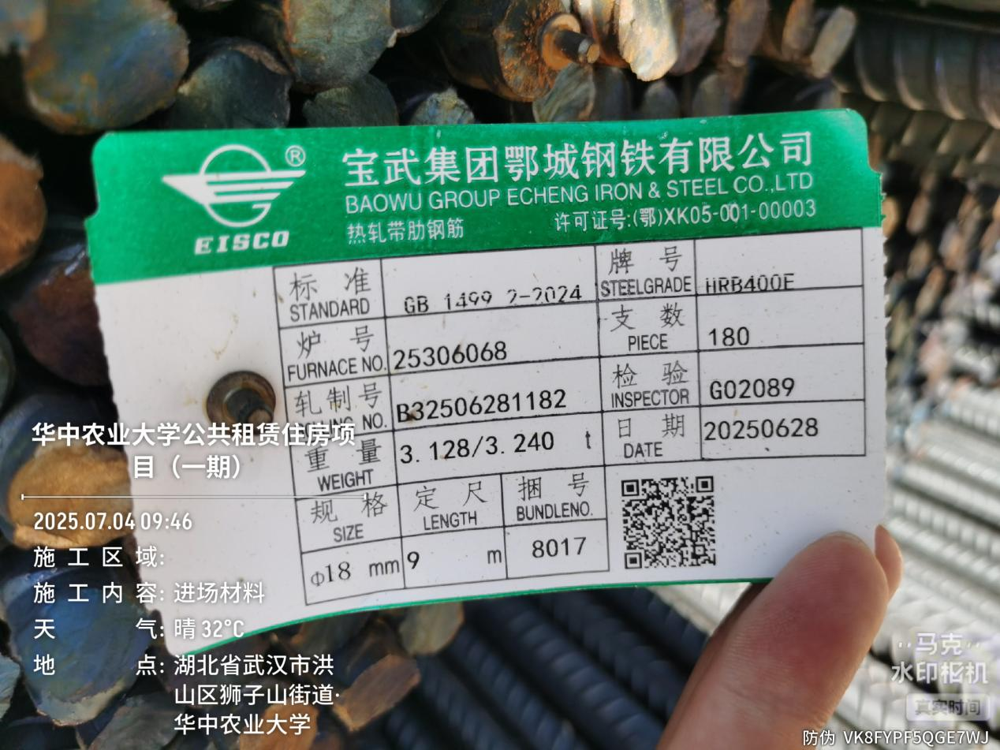 宝武集团鄂城钢铁有限公司
BAOWU GROUP ECHENG IRON & STEEL CO.,LTD
EISCO
®
热轧带肋钢筋 许可证号:(鄂)XK05-001-00003
标准 STANDARD GB 1499.2-2024 牌号 STEELGRADE HRB400E
炉号 FURNACE NO. 25306068 支数 PIECE 180
轧制号 NO. B32506281182 检验 INSPECTOR G02089
重量 WEIGHT 3.128/3.240 t 日期 DATE 20250628
规格 SIZE 定尺 LENGTH 捆号 BUNDLENO.
Φ18 mm 9 m 8017
华中农业大学公共租赁住房项
目（一期）
2025.07.04 09:46
施工区域:
施工内容: 进场材料
天气: 晴 32°C
地点: 湖北省武汉市洪
山区狮子山街道·
华中农业大学
马克
水印相机
真实时间
防伪 VK8FYPF5QGE7WJ